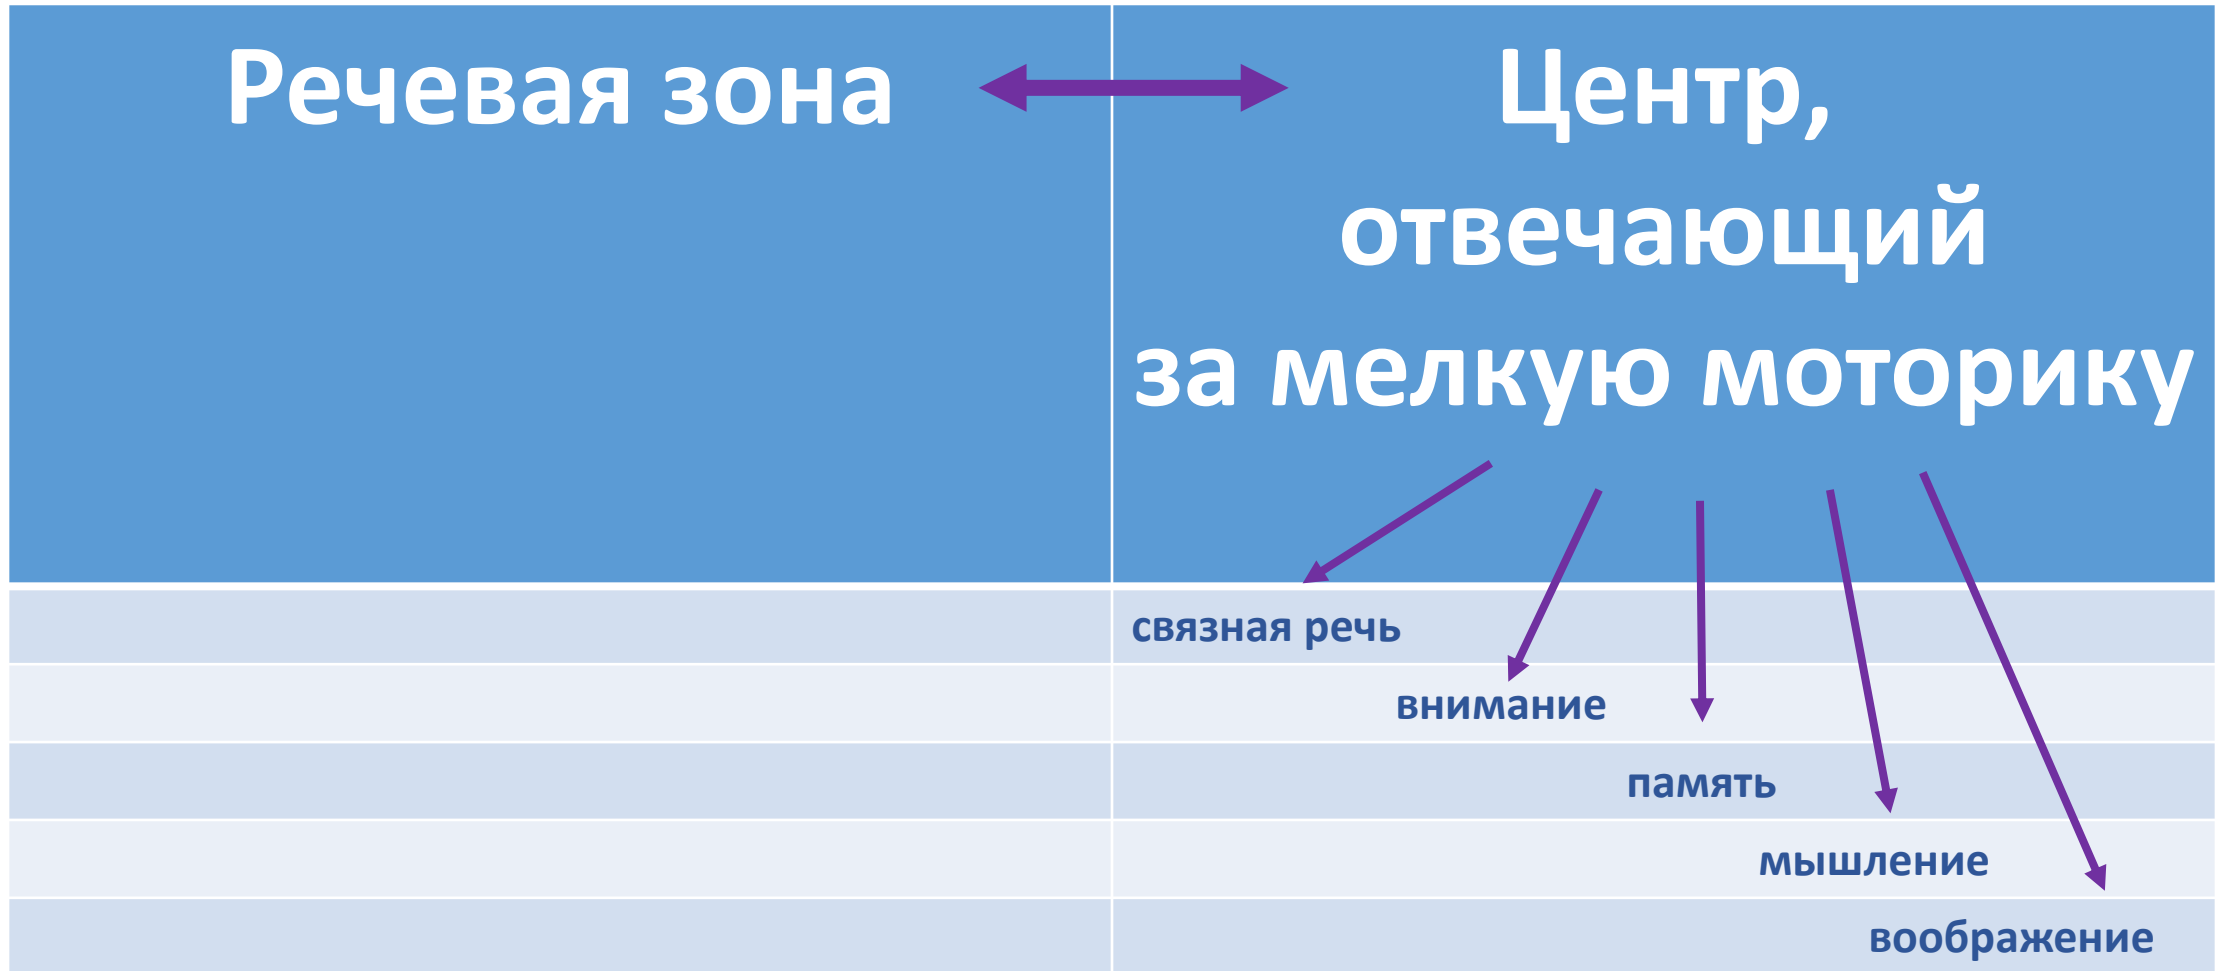 Речевая зона
Центр,
отвечающий
за мелкую моторику
связная речь
внимание
память
мышление
воображение